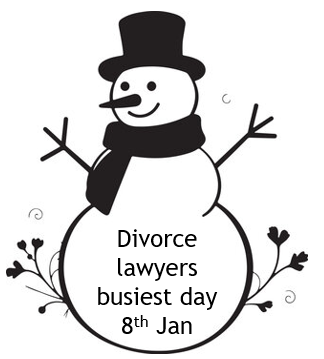 Divorce
lawyers
busiest day
8th Jan